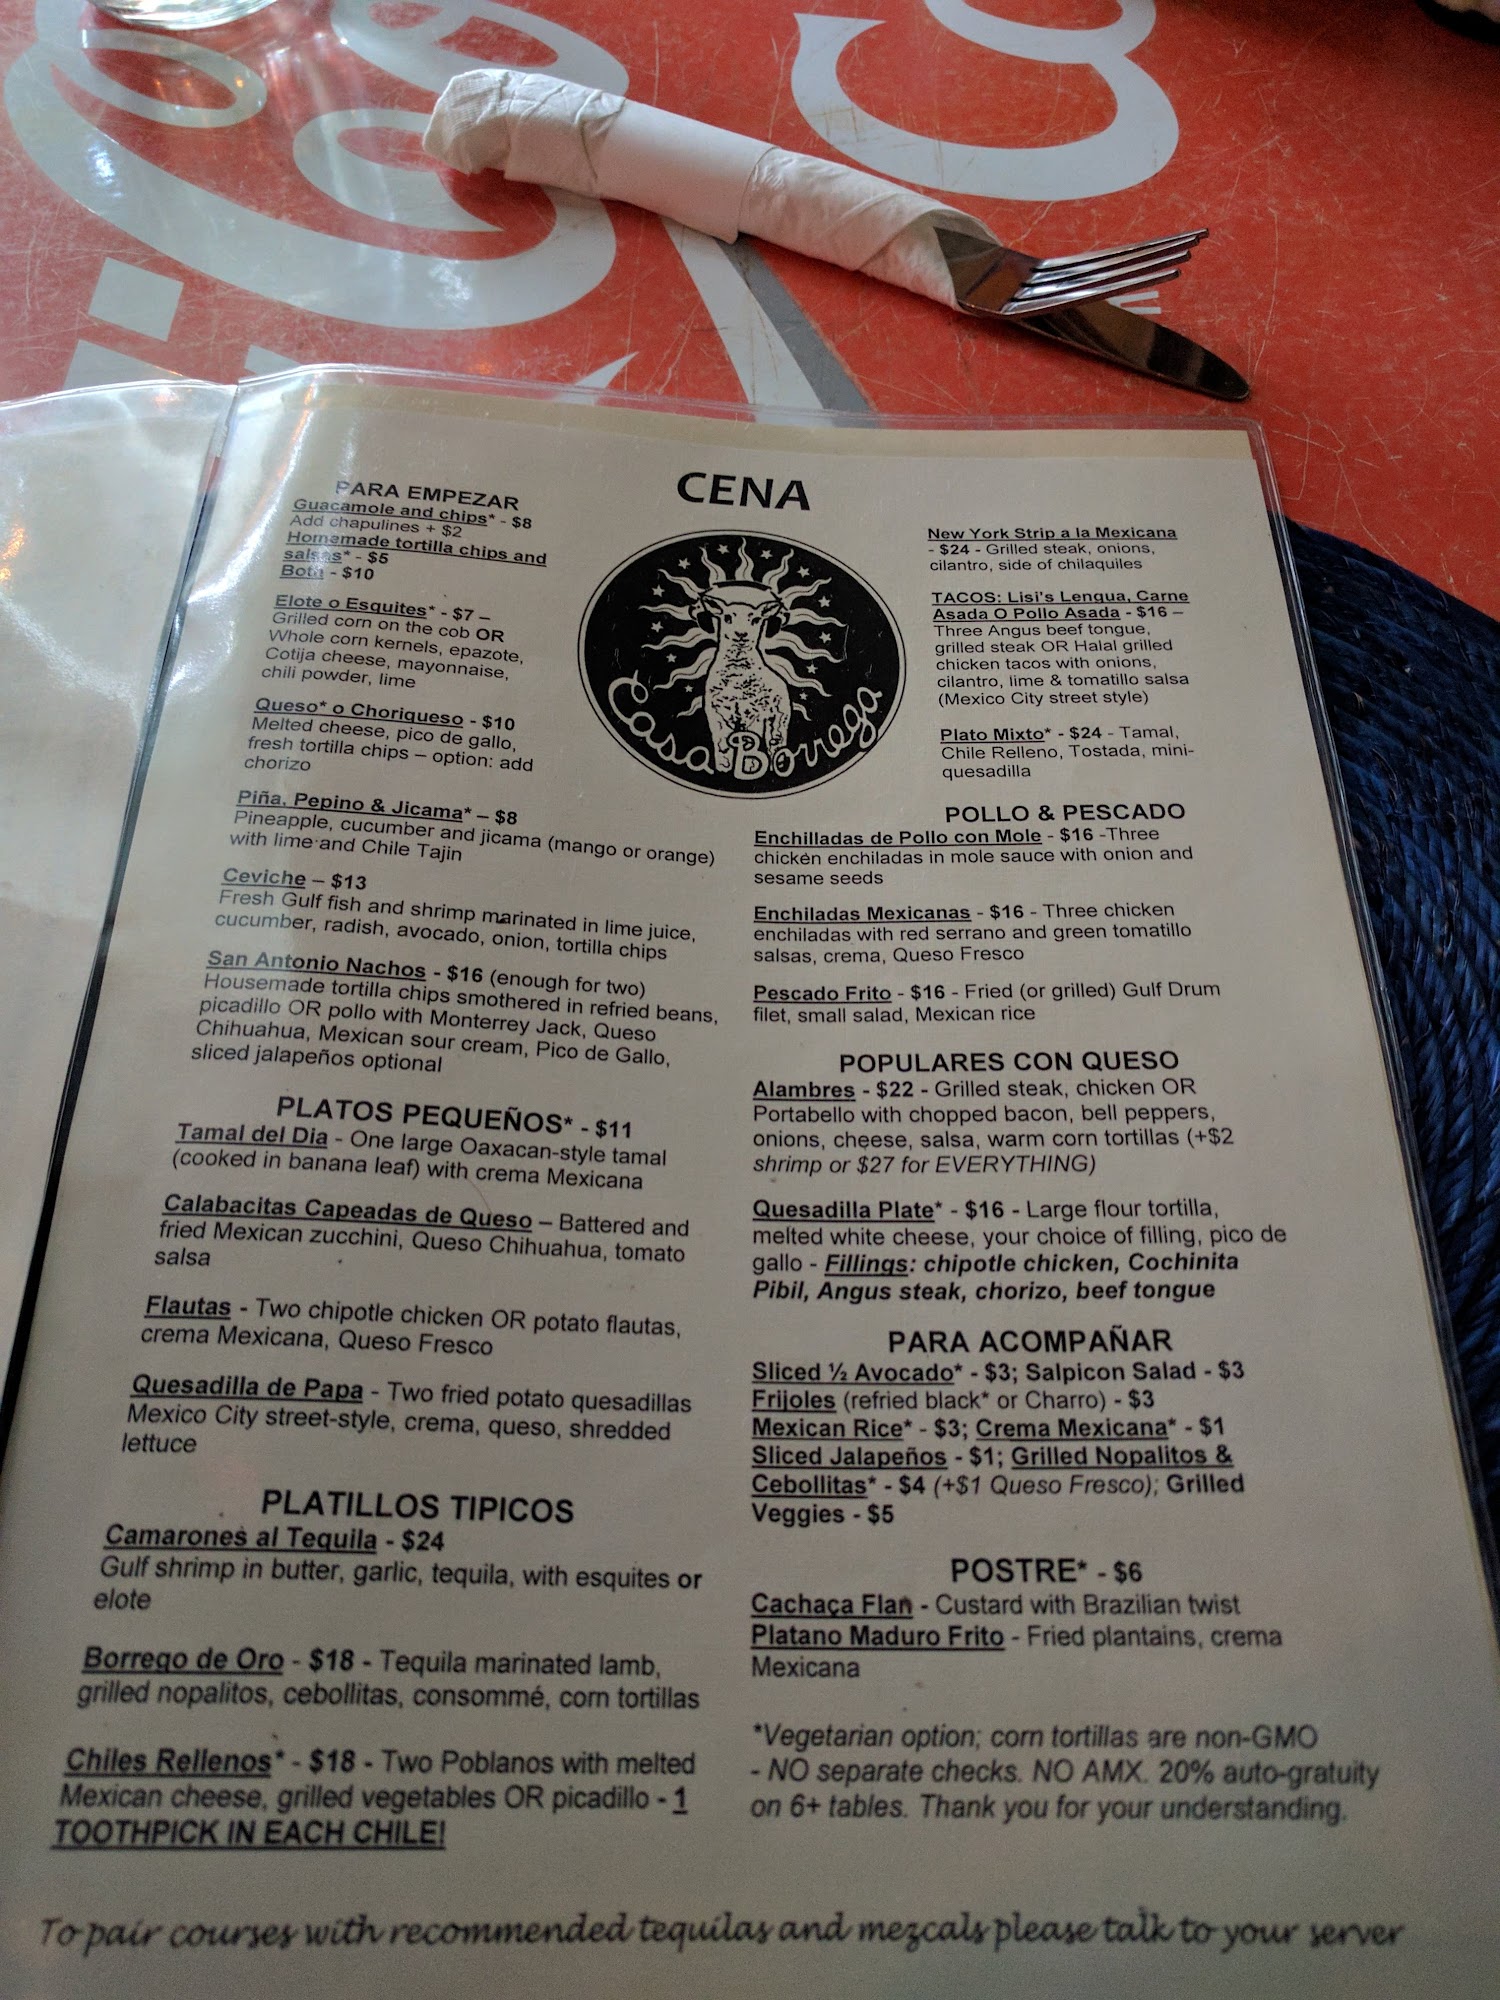 CENA
Casa Borrega
PARA EMPEZAR
Guacamole and chips* - $8
Add chapulines + $2
Homemade tortilla chips and
salsas* - $5
Both - $10
Elote o Esquites* - $7 –
Grilled corn on the cob OR
Whole corn kernels, epazote,
Cotija cheese, mayonnaise,
chili powder, lime
Queso* o Choriqueso - $10
Melted cheese, pico de gallo,
fresh tortilla chips – option: add
chorizo
Piña, Pepino & Jicama* – $8
Pineapple, cucumber and jicama (mango or orange)
with lime and Chile Tajin
Ceviche – $13
Fresh Gulf fish and shrimp marinated in lime juice,
cucumber, radish, avocado, onion, tortilla chips
San Antonio Nachos - $16 (enough for two)
Housemade tortilla chips smothered in refried beans,
picadillo OR pollo with Monterrey Jack, Queso
Chihuahua, Mexican sour cream, Pico de Gallo,
sliced jalapeños optional
PLATOS PEQUEÑOS* - $11
Tamal del Dia - One large Oaxacan-style tamal
(cooked in banana leaf) with crema Mexicana
Calabacitas Capeadas de Queso – Battered and
fried Mexican zucchini, Queso Chihuahua, tomato
salsa
Flautas - Two chipotle chicken OR potato flautas,
crema Mexicana, Queso Fresco
Quesadilla de Papa - Two fried potato quesadillas
Mexico City street-style, crema, queso, shredded
lettuce
PLATILLOS TIPICOS
Camarones al Tequila - $24
Gulf shrimp in butter, garlic, tequila, with esquites or
elote
Borrego de Oro - $18 - Tequila marinated lamb,
grilled nopalitos, cebollitas, consommé, corn tortillas
Chiles Rellenos* - $18 - Two Poblanos with melted
Mexican cheese, grilled vegetables OR picadillo - 1
TOOTHPICK IN EACH CHILE!
New York Strip a la Mexicana
- $24 - Grilled steak, onions,
cilantro, side of chilaquiles
TACOS: Lisi's Lengua, Carne
Asada O Pollo Asada - $16 –
Three Angus beef tongue,
grilled steak OR Halal grilled
chicken tacos with onions,
cilantro, lime & tomatillo salsa
(Mexico City street style)
Plato Mixto* - $24 - Tamal,
Chile Relleno, Tostada, mini-
quesadilla
POLLO & PESCADO
Enchilladas de Pollo con Mole - $16 -Three
chicken enchiladas in mole sauce with onion and
sesame seeds
Enchiladas Mexicanas - $16 - Three chicken
enchiladas with red serrano and green tomatillo
salsas, crema, Queso Fresco
Pescado Frito - $16 - Fried (or grilled) Gulf Drum
filet, small salad, Mexican rice
POPULARES CON QUESO
Alambres - $22 - Grilled steak, chicken OR
Portabello with chopped bacon, bell peppers,
onions, cheese, salsa, warm corn tortillas (+$2
shrimp or $27 for EVERYTHING)
Quesadilla Plate* - $16 - Large flour tortilla,
melted white cheese, your choice of filling, pico de
gallo - Fillings: chipotle chicken, Cochinita
Pibil, Angus steak, chorizo, beef tongue
PARA ACOMPAÑAR
Sliced ½ Avocado* - $3; Salpicon Salad - $3
Frijoles (refried black* or Charro) - $3
Mexican Rice* - $3; Crema Mexicana* - $1
Sliced Jalapeños - $1; Grilled Nopalitos &
Cebollitas* - $4 (+$1 Queso Fresco); Grilled
Veggies - $5
POSTRE* - $6
Cachaça Flan - Custard with Brazilian twist
Platano Maduro Frito - Fried plantains, crema
Mexicana
*Vegetarian option; corn tortillas are non-GMO
- NO separate checks. NO AMX. 20% auto-gratuity
on 6+ tables. Thank you for your understanding.
To pair courses with recommended tequilas and mezcals please talk to your server